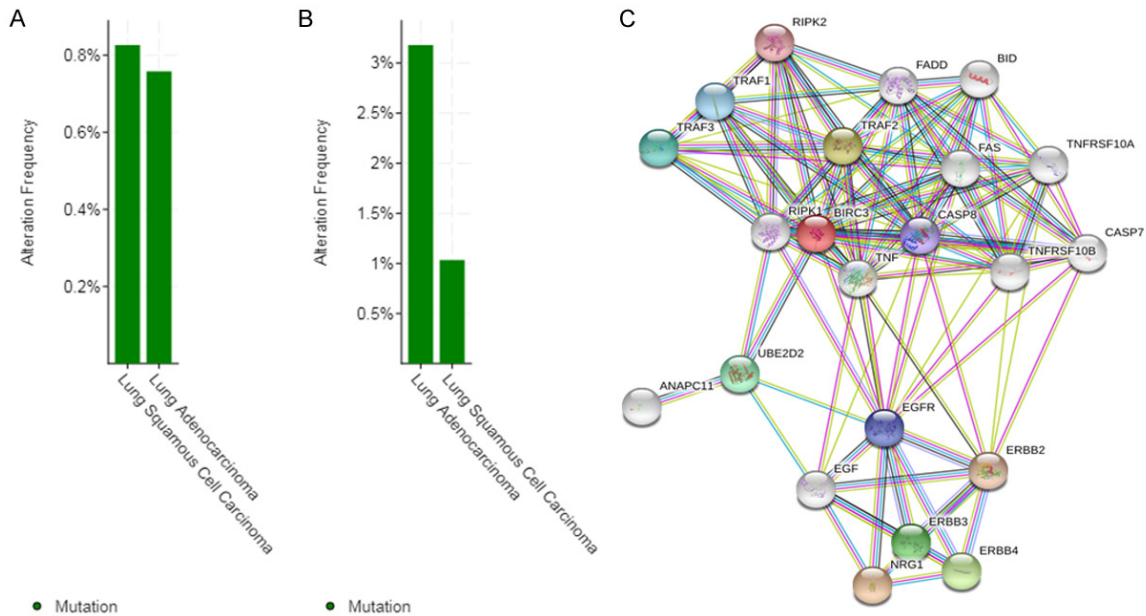 A
Alteration Frequency
0.8%
0.6%
0.4%
0.2%
Lung Squamous Cell Carcinoma
Lung Adenocarcinoma
Mutation
B
Alteration Frequency
3%
2.5%
2%
1.5%
1%
0.5%
Lung Adenocarcinoma
Lung Squamous Cell Carcinoma
Mutation
C
RIPK2
FADD
BID
TRAF1
TRAF3
TRAF2
FAS
TNFRSF10A
RIPK1
BIRC3
CASP8
CASP7
TNF
TNFRSF10B
UBE2D2
ANAPC11
EGFR
ERBB2
EGF
ERBB3
ERBB4
NRG1